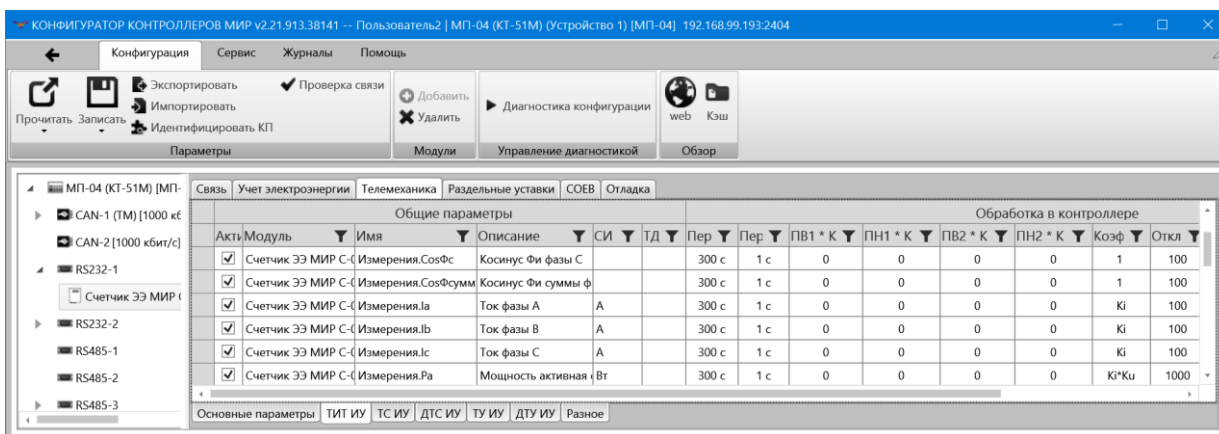 КОНФИГУРАТОР КОНТРОЛЛЕРОВ МИР v2.21.913.38141 -- Пользователь2 | МП-04 (КТ-51М) (Устройство 1) [МП-04] 192.168.99.193:2404
Конфигурация Сервис Журналы Помощь
Прочитать Записать Экспортировать Импортировать Идентифицировать КП Проверка связи
Добавить Удалить
Диагностика конфигурации
web Кэш
Параметры Модули Управление диагностикой Обзор
МП-04 (КТ-51М) [МП-
CAN-1 (TM) [1000 кб
CAN-2 [1000 кбит/с]
RS232-1
Счетчик ЭЭ МИР С
RS232-2
RS485-1
RS485-2
RS485-3
Связь Учет электроэнергии Телемеханика Раздельные уставки СОЕВ Отладка
Общие параметры Обработка в контроллере
Акти Модуль Имя Описание СИ ТД Пер Пер ПВ1 * К ПН1 * К ПВ2 * К ПН2 * К Коэф Откл
Счетчик ЭЭ МИР С-0 Измерения.CosФс Косинус Фи фазы С 300 с 1 с 0 0 0 0 1 100
Счетчик ЭЭ МИР С-0 Измерения.CosФсумм Косинус Фи суммы ф 300 с 1 с 0 0 0 0 1 100
Счетчик ЭЭ МИР С-0 Измерения.Ia Ток фазы А А 300 с 1 с 0 0 0 0 Ki 100
Счетчик ЭЭ МИР С-0 Измерения.Ib Ток фазы В А 300 с 1 с 0 0 0 0 Ki 100
Счетчик ЭЭ МИР С-0 Измерения.Ic Ток фазы С А 300 с 1 с 0 0 0 0 Ki 100
Счетчик ЭЭ МИР С-0 Измерения.Pa Мощность активная Вт 300 с 1 с 0 0 0 0 Ki*Ku 1000
Основные параметры ТИТ ИУ ТС ИУ ДТС ИУ ТУ ИУ ДТУ ИУ Разное